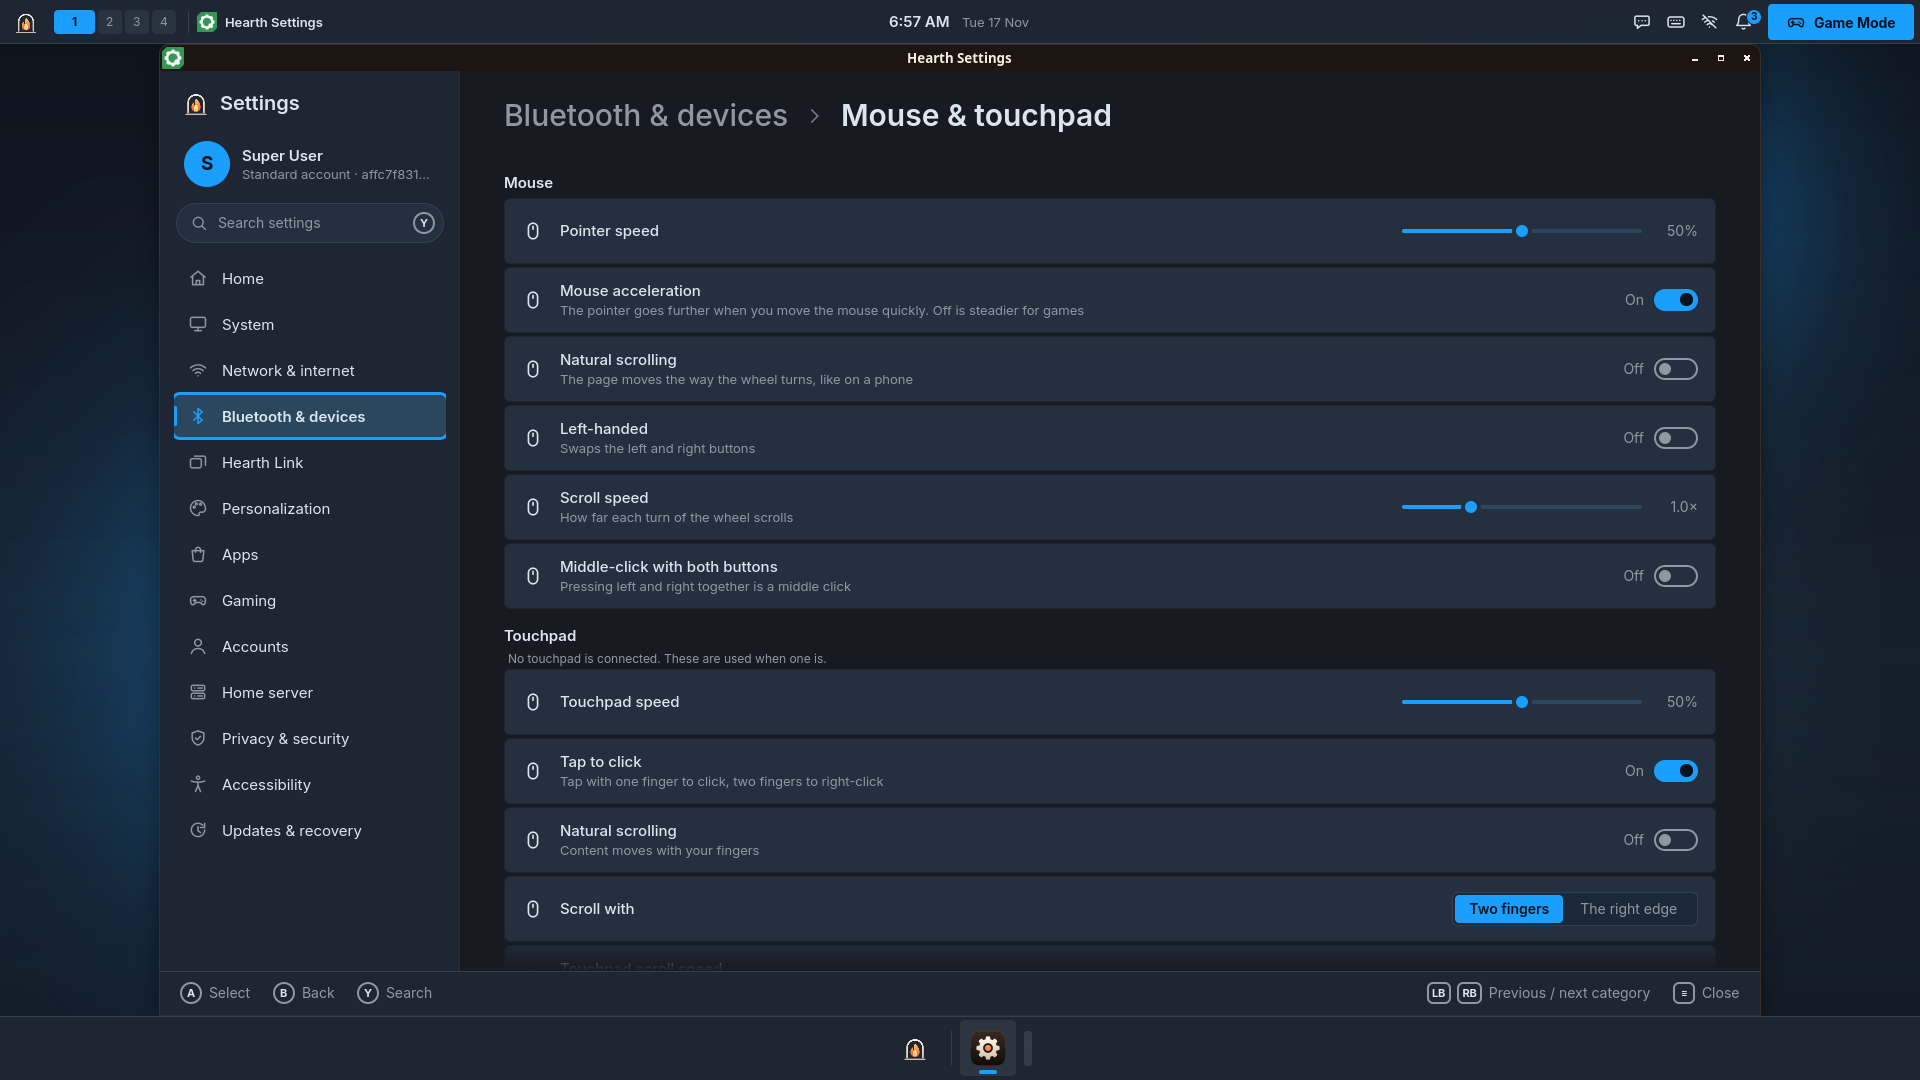 1 2 3 4 Hearth Settings 6:57 AM Tue 17 Nov 3 Game Mode
Hearth Settings
Settings
S Super User
Standard account · affc7f831...
Search settings Y
Home
System
Network & internet
Bluetooth & devices
Hearth Link
Personalization
Apps
Gaming
Accounts
Home server
Privacy & security
Accessibility
Updates & recovery
Bluetooth & devices > Mouse & touchpad
Mouse
Pointer speed 50%
Mouse acceleration On
The pointer goes further when you move the mouse quickly. Off is steadier for games
Natural scrolling Off
The page moves the way the wheel turns, like on a phone
Left-handed Off
Swaps the left and right buttons
Scroll speed 1.0×
How far each turn of the wheel scrolls
Middle-click with both buttons Off
Pressing left and right together is a middle click
Touchpad
No touchpad is connected. These are used when one is.
Touchpad speed 50%
Tap to click On
Tap with one finger to click, two fingers to right-click
Natural scrolling Off
Content moves with your fingers
Scroll with Two fingers The right edge
Touchpad scroll speed
A Select B Back Y Search LB RB Previous / next category Close